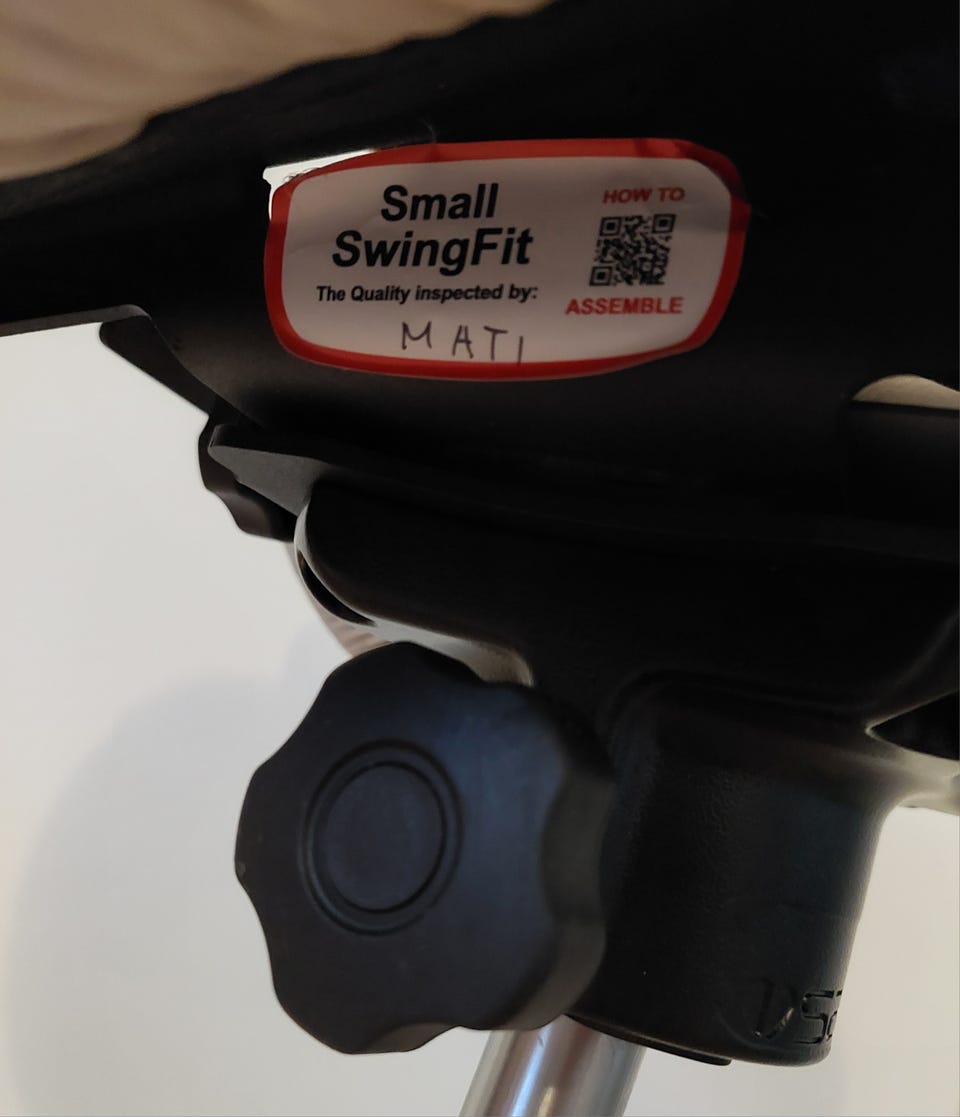 Small
SwingFit
The Quality inspected by:
MATI
HOW TO
ASSEMBLE